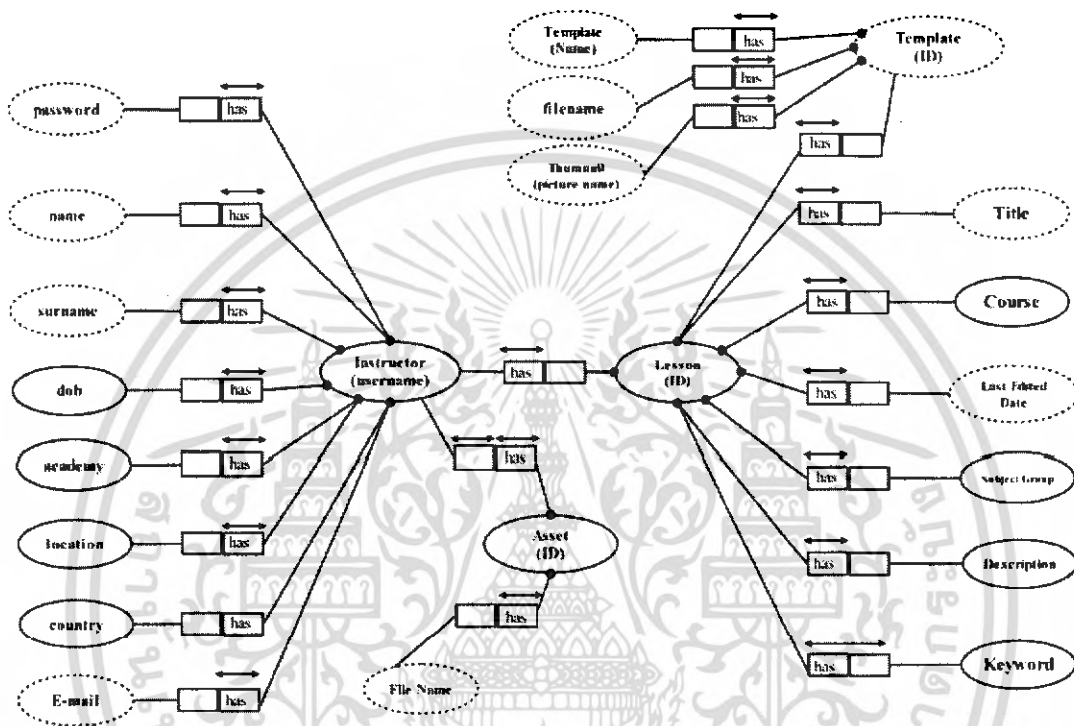 Template
(Name)
has
Template
(ID)
filename
has
password
has
has
Thumnail
(picture name)
has
name
has
has
Title
surname
has
has
Course
Instructor
(username)
has
Lesson
(ID)
dob
has
has
Last Edited
Date
academy
has
has
has
Subject Group
location
has
Asset
(ID)
has
Description
country
has
has
E-mail
has
File Name
has
Keyword